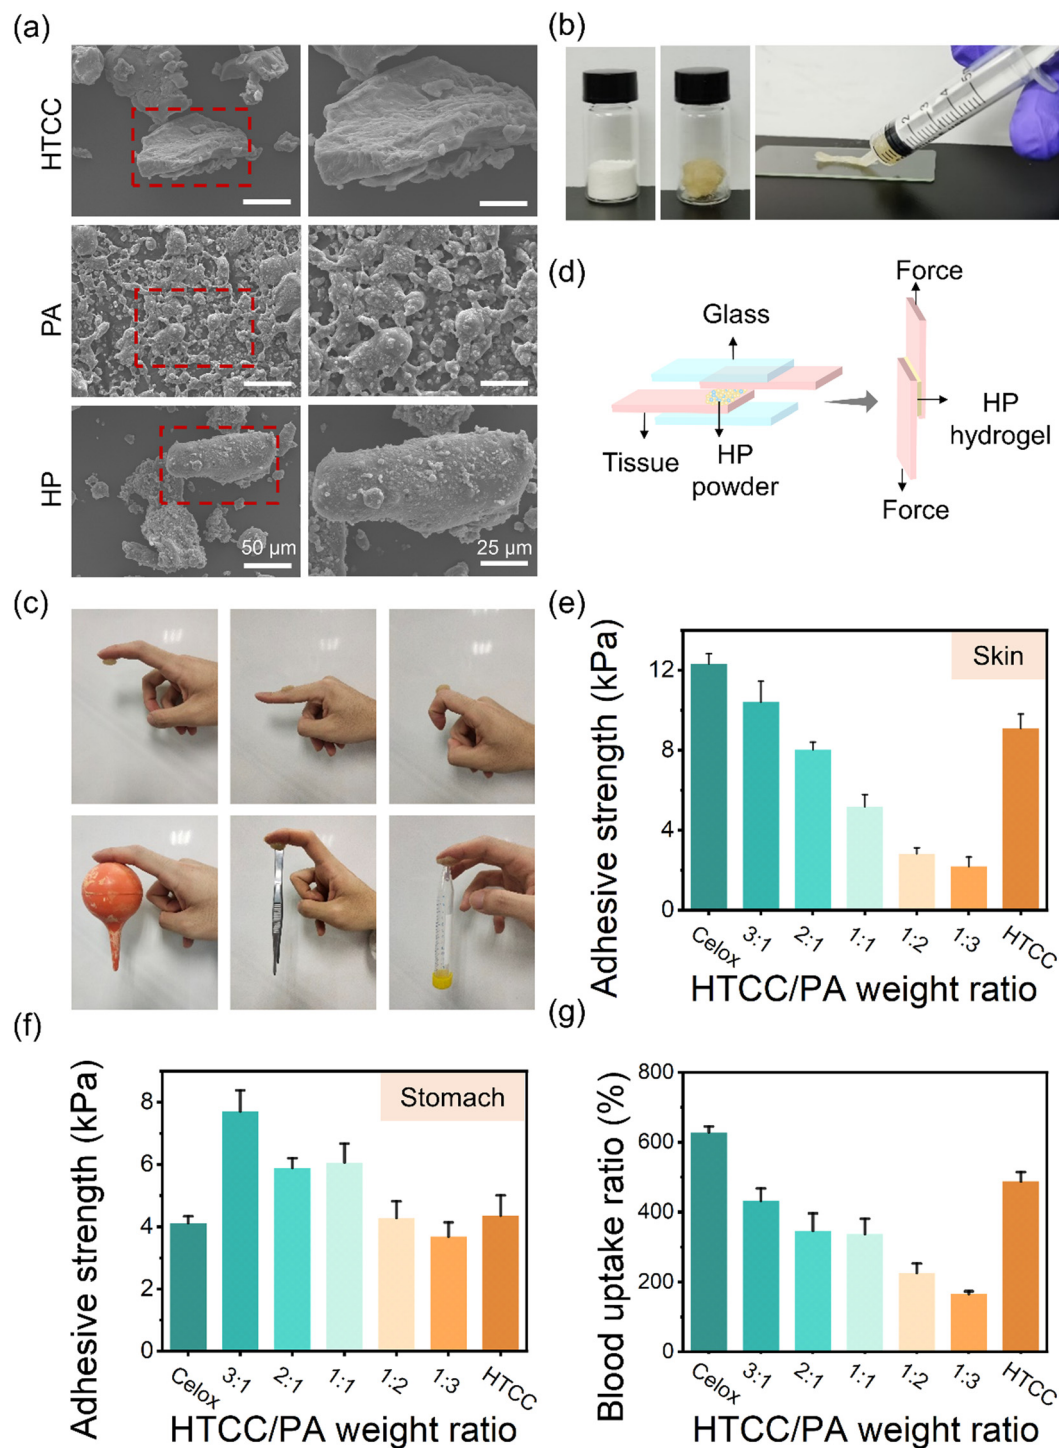 (a)
HTCC
PA
HP
50 μm
25 μm
(b)
2 3 4 5
(d)
Glass
Tissue
HP
powder
Force
HP
hydrogel
Force
(c)
(e)
Adhesive strength (kPa)
12
8
4
0
Skin
Celox
3:1
2:1
1:1
1:2
1:3
HTCC
HTCC/PA weight ratio
(f)
Adhesive strength (kPa)
8
6
4
2
0
Stomach
Celox
3:1
2:1
1:1
1:2
1:3
HTCC
HTCC/PA weight ratio
(g)
Blood uptake ratio (%)
800
600
400
200
0
Celox
3:1
2:1
1:1
1:2
1:3
HTCC
HTCC/PA weight ratio